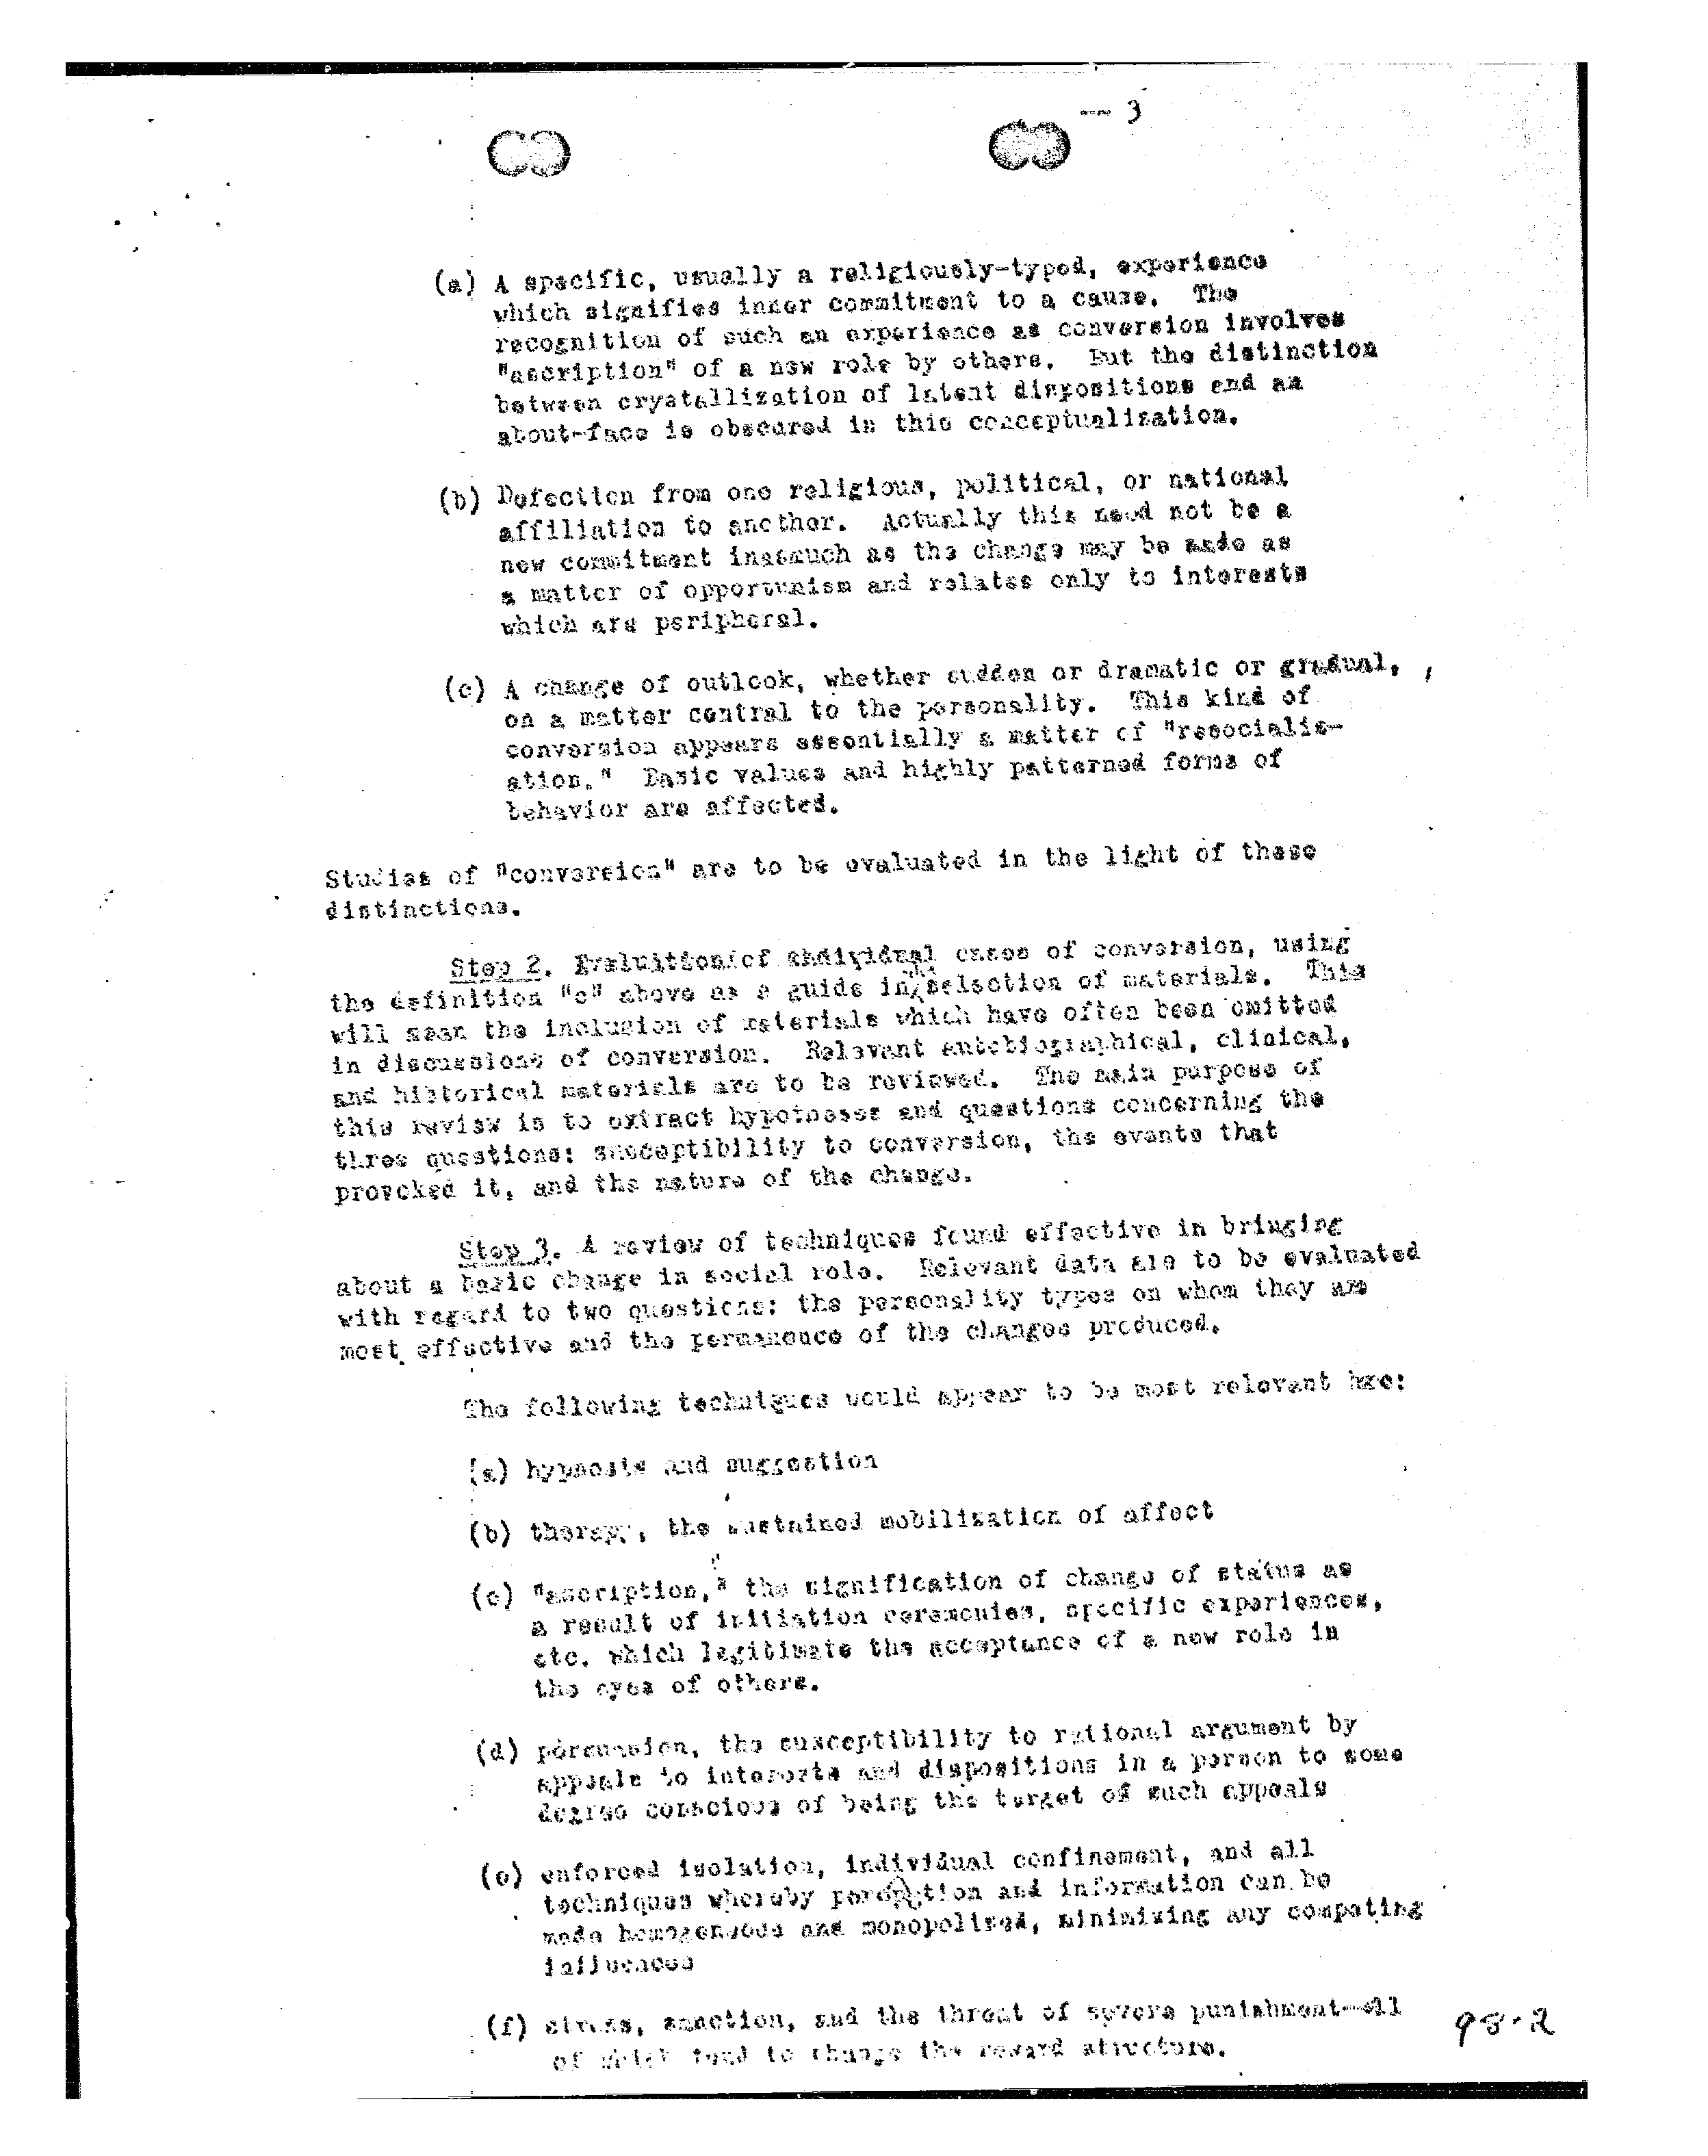 -- 3
(a) A specific, usually a religiously-typed, experience
which signifies inner commitment to a cause. The
recognition of such an experience as conversion involves
"ascription" of a new role by others. But the distinction
between crystallization of latent dispositions and an
about-face is obscured in this conceptualization.
(b) Defection from one religious, political, or national
affiliation to another. Actually this need not be a
new commitment inasmuch as the change may be made as
a matter of opportunism and relates only to interests
which are peripheral.
(c) A change of outlook, whether sudden or dramatic or gradual,
on a matter central to the personality. This kind of
conversion appears essentially a matter of "resocializ-
ation." Basic values and highly patterned forms of
behavior are affected.
Studies of "conversion" are to be evaluated in the light of these
distinctions.
Step 2. Evaluation of individual cases of conversion, using
the definition "c" above as a guide in the selection of materials. This
will mean the inclusion of materials which have often been omitted
in discussions of conversion. Relevant autobiographical, clinical,
and historical materials are to be reviewed. The main purpose of
this review is to extract hypotheses and questions concerning the
three questions: susceptibility to conversion, the events that
provoked it, and the nature of the change.
Step 3. A review of techniques found effective in bringing
about a basic change in social role. Relevant data are to be evaluated
with regard to two questions: the personality types on whom they are
most effective and the permanence of the changes produced.
The following techniques would appear to be most relevant hre:
(a) hypnosis and suggestion
(b) therapy, the sustained mobilization of affect
(c) "ascription," the signification of change of status as
a result of initiation ceremonies, specific experiences,
etc. which legitimate the acceptance of a new role in
the eyes of others.
(d) persuasion, the susceptibility to rational argument by
appeals to interests and dispositions in a person to some
degree conscious of being the target of such appeals
(e) enforced isolation, individual confinement, and all
techniques whereby perception and information can be
made homogenous and monopolized, minimizing any competing
influences
(f) stress, sanction, and the threat of severe punishment--all
of which tend to change the reward structure.
98-2